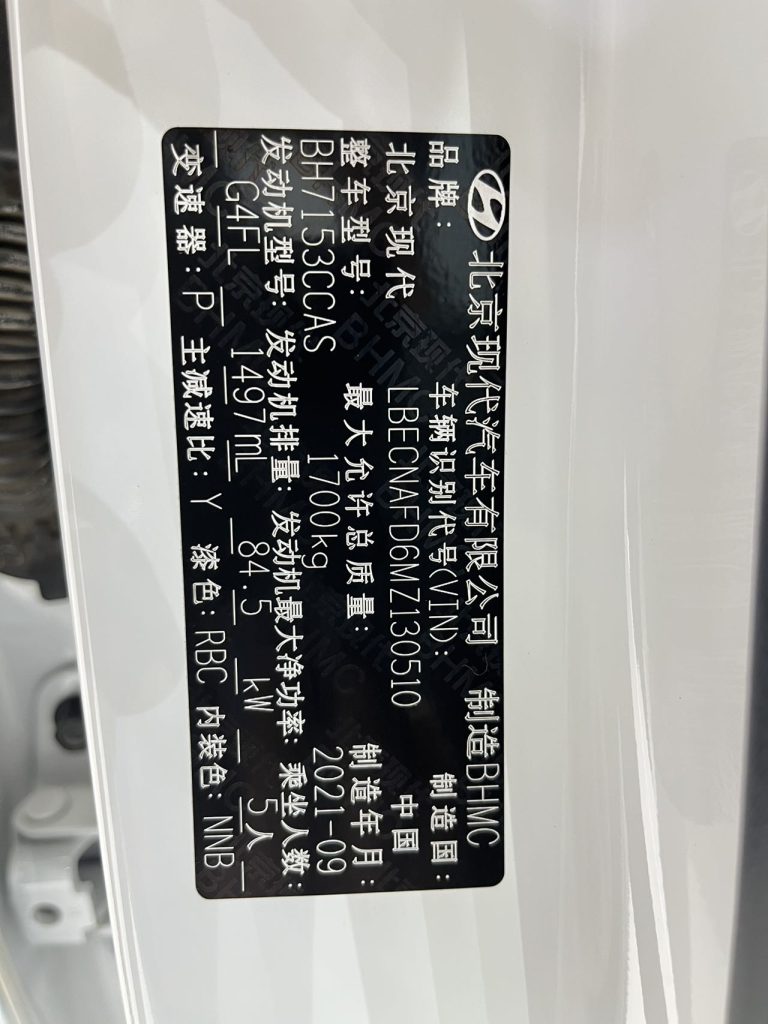 北京现代汽车有限公司 制造BHMC
品牌: 车辆识别代号(VIN): 制造国:
北京现代 LBECNAFD6MZ130510 中国
整车型号: 最大允许总质量: 制造年月:
BH7153CCAS 1700kg 2021-09
发动机型号: 发动机排量: 发动机最大净功率: 乘坐人数:
G4FL 1497mL 84.5 kW 5人
变速器: P 主减速比: Y 漆色: RBC 内装色: NNB